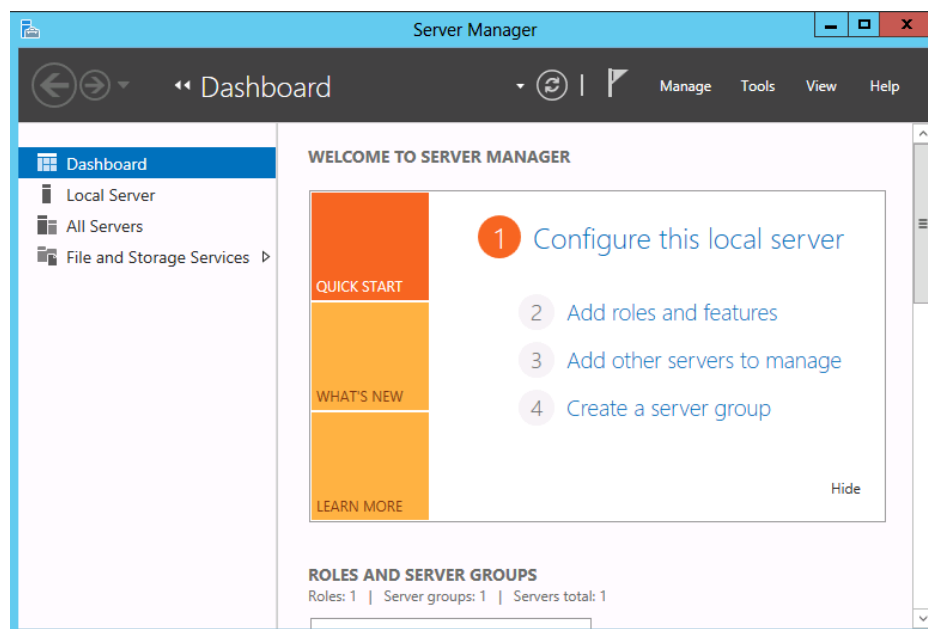 Server Manager
Dashboard
Manage Tools View Help
Dashboard
Local Server
All Servers
File and Storage Services
WELCOME TO SERVER MANAGER
QUICK START
WHAT'S NEW
LEARN MORE
1 Configure this local server
2 Add roles and features
3 Add other servers to manage
4 Create a server group
Hide
ROLES AND SERVER GROUPS
Roles: 1 | Server groups: 1 | Servers total: 1